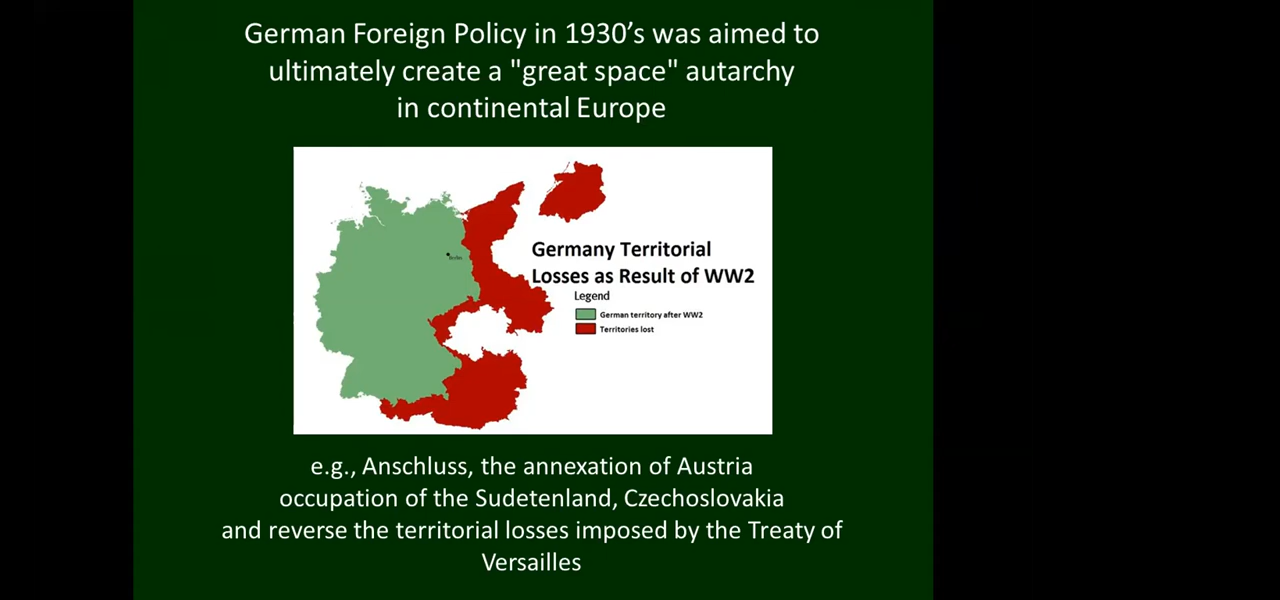 German Foreign Policy in 1930’s was aimed to
ultimately create a "great space" autarchy
in continental Europe
Germany Territorial
Losses as Result of WW2
Legend
German territory after WW2
Territories lost
Berlin
e.g., Anschluss, the annexation of Austria
occupation of the Sudetenland, Czechoslovakia
and reverse the territorial losses imposed by the Treaty of
Versailles